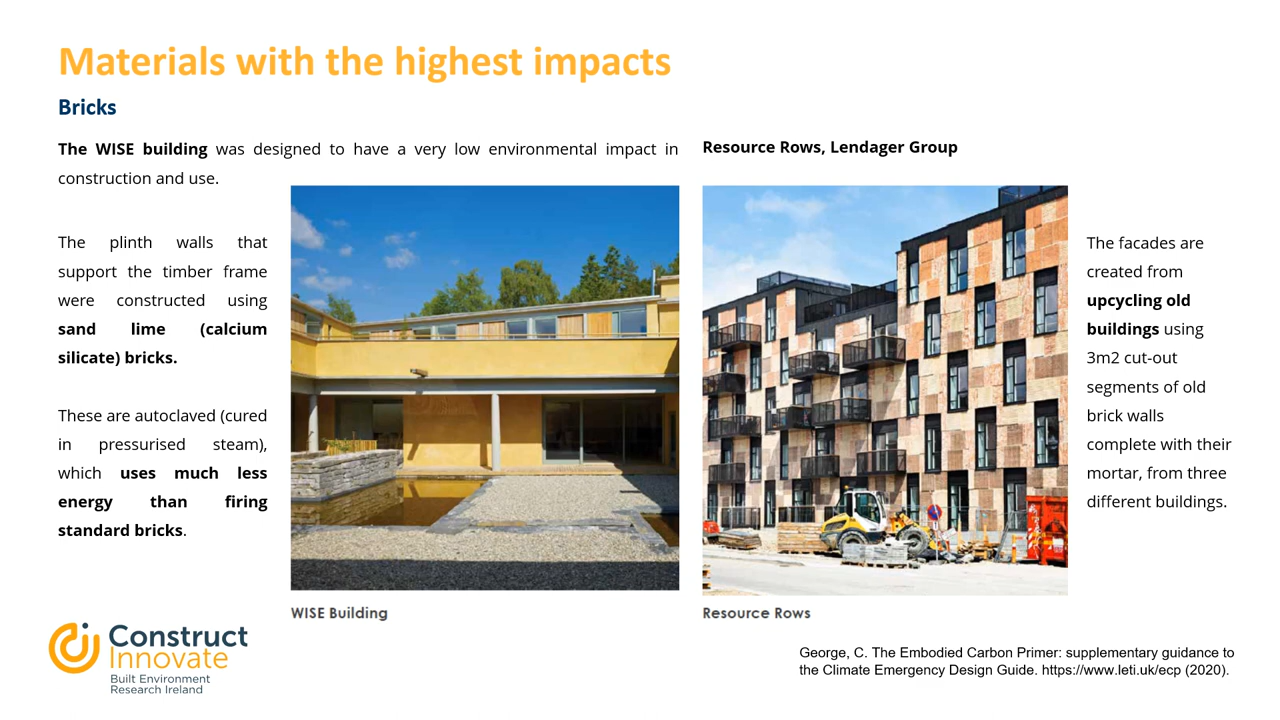 Materials with the highest impacts
Bricks
The WISE building was designed to have a very low environmental impact in
construction and use.
The plinth walls that
support the timber frame
were constructed using
sand lime (calcium
silicate) bricks.
These are autoclaved (cured
in pressurised steam),
which uses much less
energy than firing
standard bricks.
WISE Building
Resource Rows, Lendager Group
The facades are
created from
upcycling old
buildings using
3m2 cut-out
segments of old
brick walls
complete with their
mortar, from three
different buildings.
Resource Rows
Construct
Innovate
Built Environment
Research Ireland
George, C. The Embodied Carbon Primer: supplementary guidance to
the Climate Emergency Design Guide. https://www.leti.uk/ecp (2020).